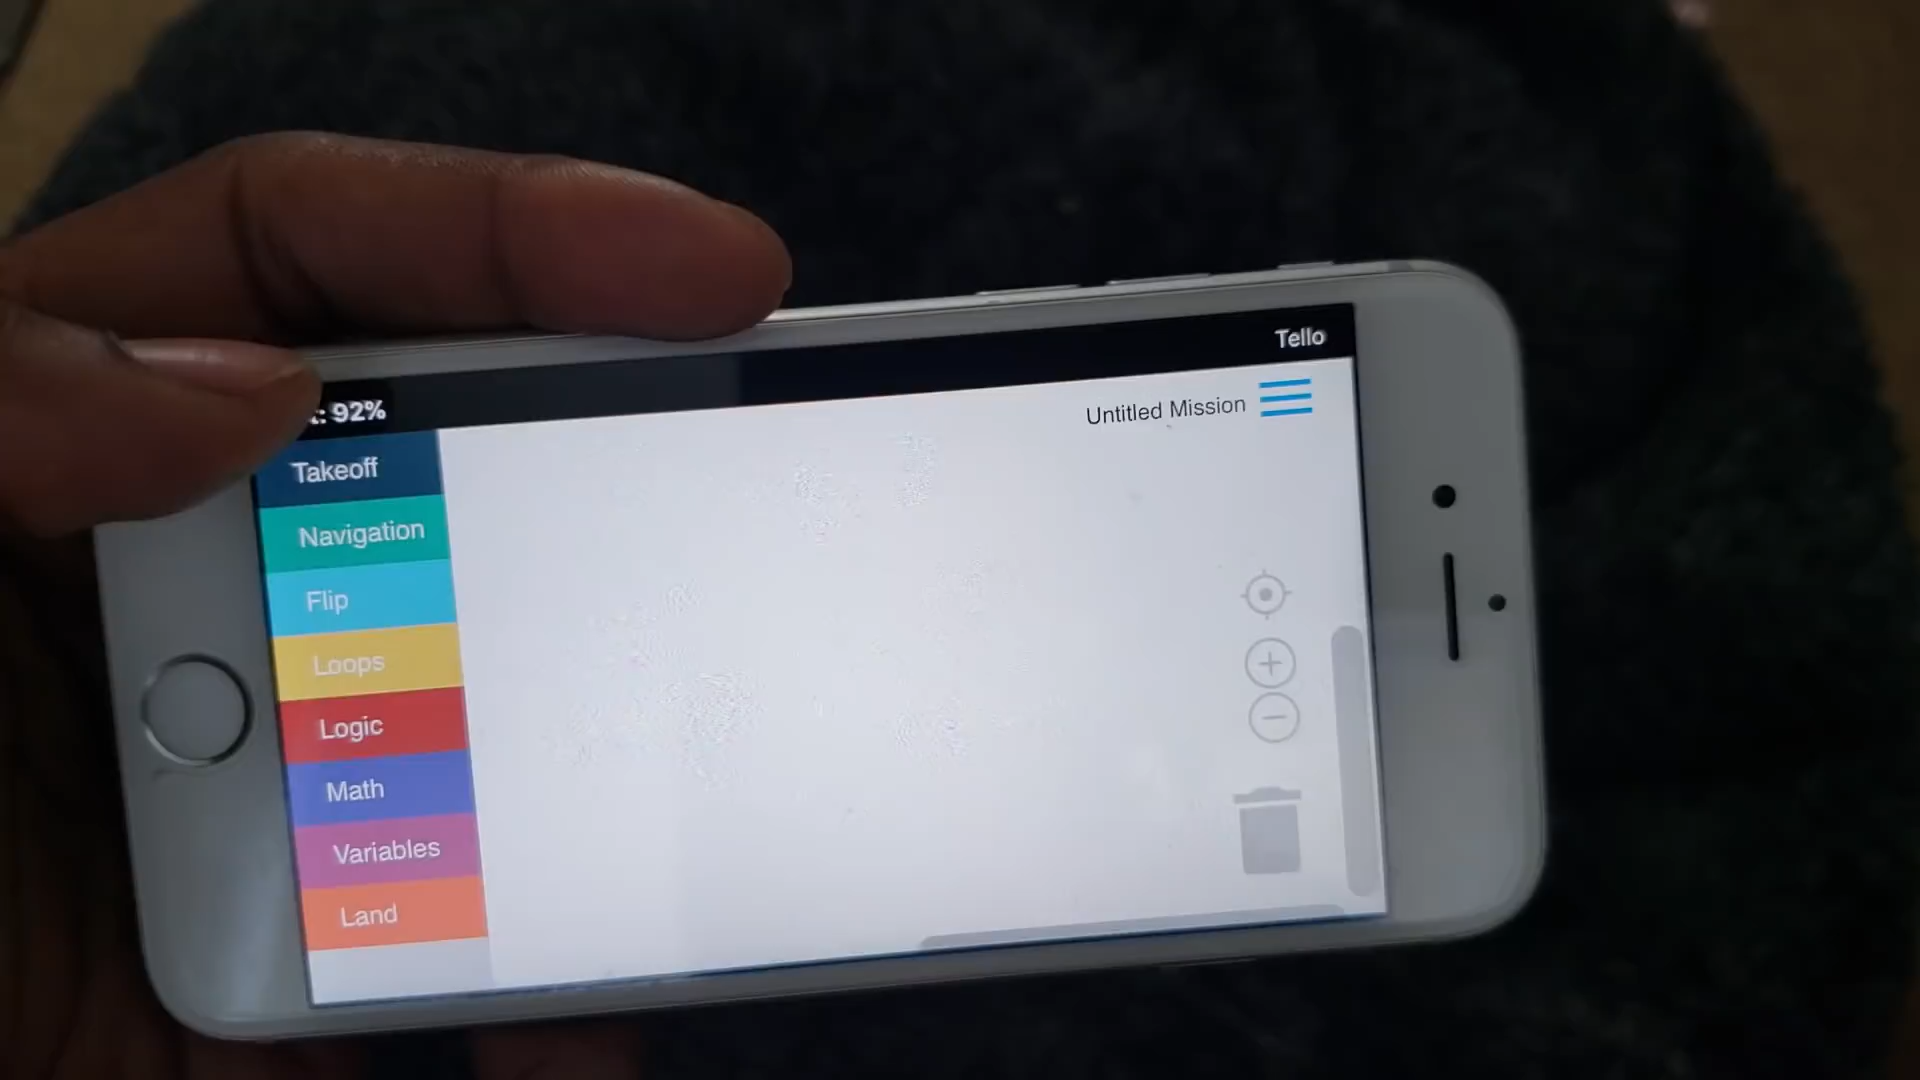 Tello
: 92%
Untitled Mission
Takeoff
Navigation
Flip
Loops
Logic
Math
Variables
Land